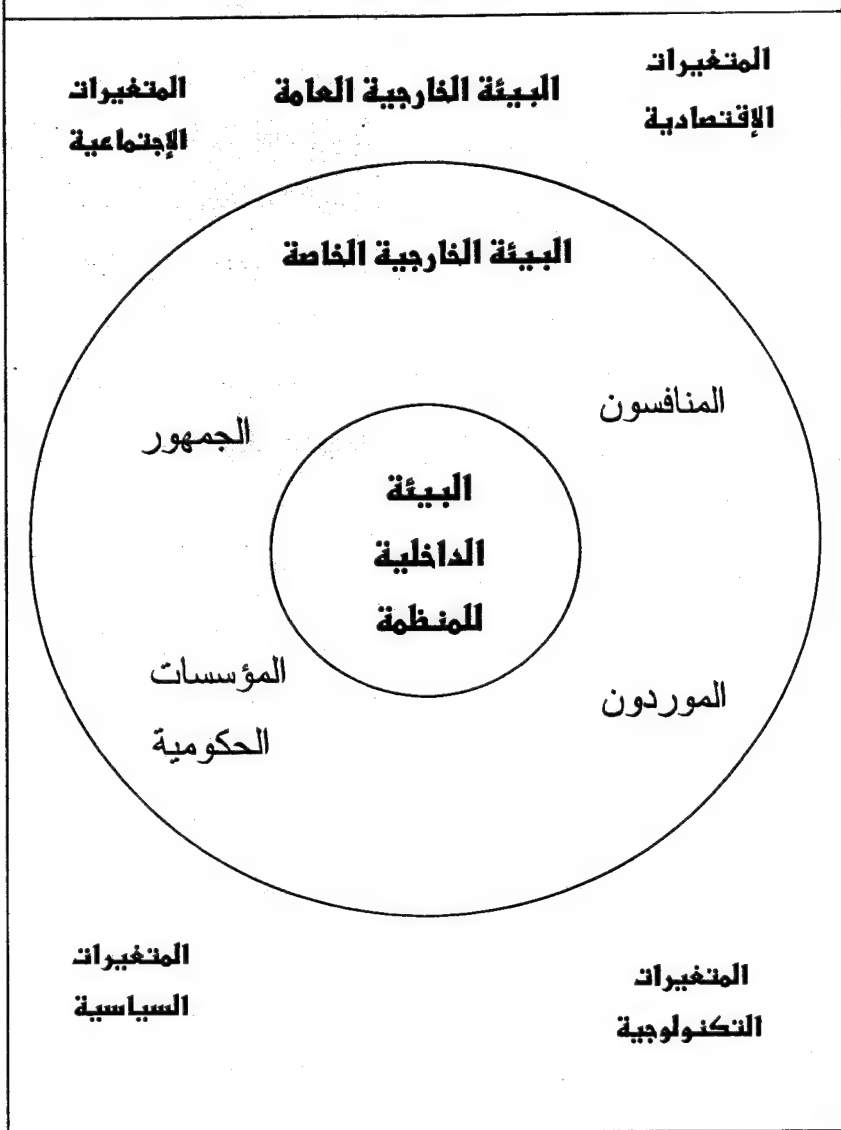 المتغيرات
الإقتصادية
البيئة الخارجية العامة
المتغيرات
الإجتماعية
البيئة الخارجية الخاصة
المنافسون
الجمهور
البيئة
الداخلية
للمنظمة
الموردون
المؤسسات
الحكومية
المتغيرات
التكنولوجية
المتغيرات
السياسية